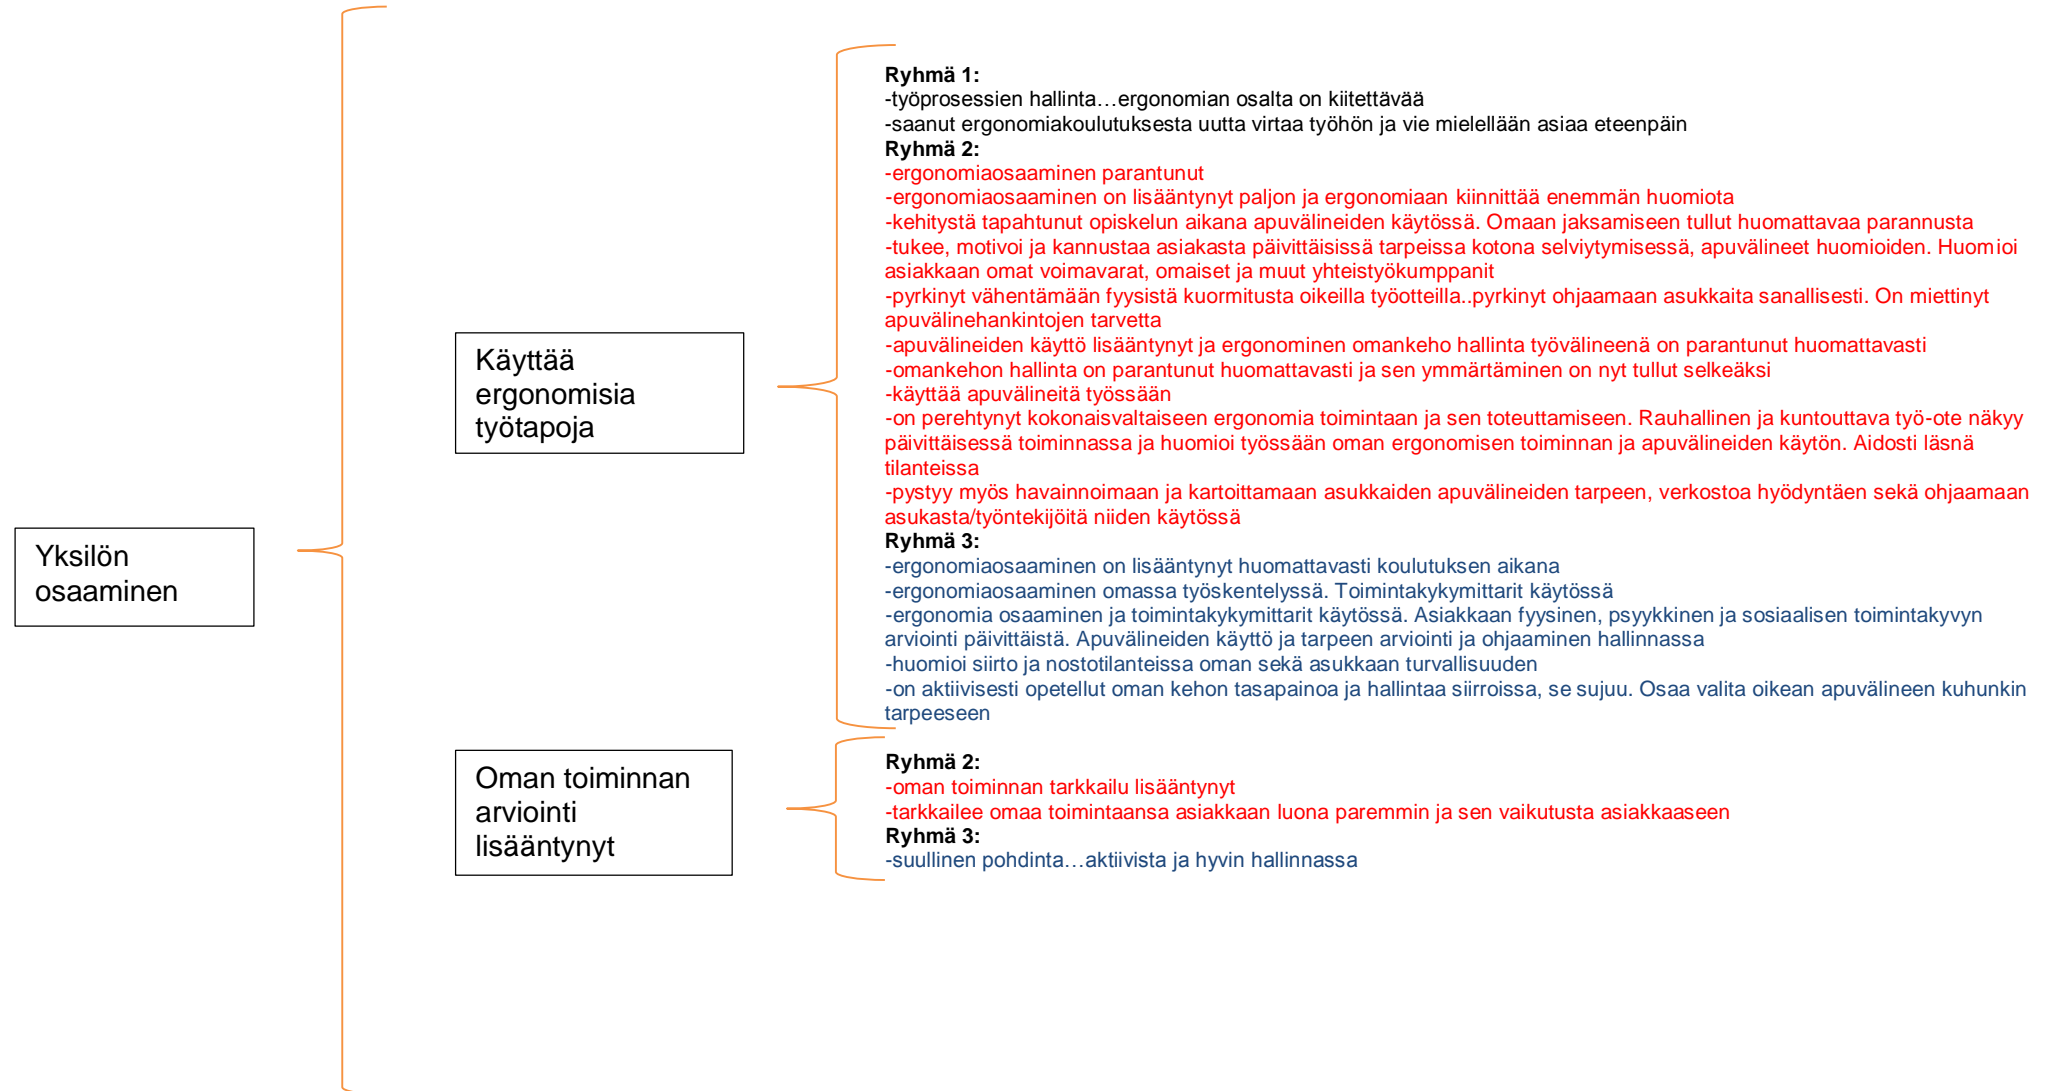 Yksilön
osaaminen
Käyttää
ergonomisia
työtapoja
Ryhmä 1:
-työprosessien hallinta…ergonomian osalta on kiitettävää
-saanut ergonomiakoulutuksesta uutta virtaa työhön ja vie mielellään asiaa eteenpäin
Ryhmä 2:
-ergonomiaosaaminen parantunut
-ergonomiaosaaminen on lisääntynyt paljon ja ergonomiaan kiinnittää enemmän huomiota
-kehitystä tapahtunut opiskelun aikana apuvälineiden käytössä. Omaan jaksamiseen tullut huomattavaa parannusta
-tukee, motivoi ja kannustaa asiakasta päivittäisissä tarpeissa kotona selviytymisessä, apuvälineet huomioiden. Huomioi
asiakkaan omat voimavarat, omaiset ja muut yhteistyökumppanit
-pyrkinyt vähentämään fyysistä kuormitusta oikeilla työotteilla..pyrkinyt ohjaamaan asukkaita sanallisesti. On miettinyt
apuvälinehankintojen tarvetta
-apuvälineiden käyttö lisääntynyt ja ergonominen omankeho hallinta työvälineenä on parantunut huomattavasti
-omankehon hallinta on parantunut huomattavasti ja sen ymmärtäminen on nyt tullut selkeäksi
-käyttää apuvälineitä työssään
-on perehtynyt kokonaisvaltaiseen ergonomia toimintaan ja sen toteuttamiseen. Rauhallinen ja kuntouttava työ-ote näkyy
päivittäisessä toiminnassa ja huomioi työssään oman ergonomisen toiminnan ja apuvälineiden käytön. Aidosti läsnä
tilanteissa
-pystyy myös havainnoimaan ja kartoittamaan asukkaiden apuvälineiden tarpeen, verkostoa hyödyntäen sekä ohjaamaan
asukasta/työntekijöitä niiden käytössä
Ryhmä 3:
-ergonomiaosaaminen on lisääntynyt huomattavasti koulutuksen aikana
-ergonomiaosaaminen omassa työskentelyssä. Toimintakykymittarit käytössä
-ergonomia osaaminen ja toimintakykymittarit käytössä. Asiakkaan fyysinen, psyykkinen ja sosiaalisen toimintakyvyn
arviointi päivittäistä. Apuvälineiden käyttö ja tarpeen arviointi ja ohjaaminen hallinnassa
-huomioi siirto ja nostotilanteissa oman sekä asukkaan turvallisuuden
-on aktiivisesti opetellut oman kehon tasapainoa ja hallintaa siirroissa, se sujuu. Osaa valita oikean apuvälineen kuhunkin
tarpeeseen
Oman toiminnan
arviointi
lisääntynyt
Ryhmä 2:
-oman toiminnan tarkkailu lisääntynyt
-tarkkailee omaa toimintaansa asiakkaan luona paremmin ja sen vaikutusta asiakkaaseen
Ryhmä 3:
-suullinen pohdinta…aktiivista ja hyvin hallinnassa